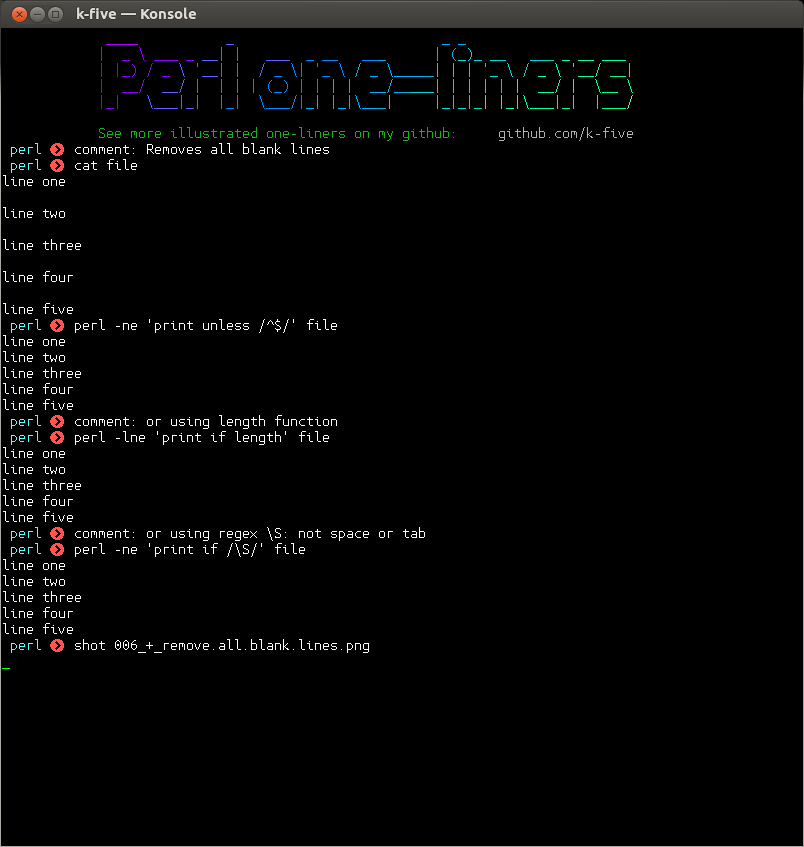 k-five — Konsole
Perl one-liners
See more illustrated one-liners on my github: github.com/k-five
perl ❯ comment: Removes all blank lines
perl ❯ cat file
line one
line two
line three
line four
line five
perl ❯ perl -ne 'print unless /^$/' file
line one
line two
line three
line four
line five
perl ❯ comment: or using length function
perl ❯ perl -lne 'print if length' file
line one
line two
line three
line four
line five
perl ❯ comment: or using regex \S: not space or tab
perl ❯ perl -ne 'print if /\S/' file
line one
line two
line three
line four
line five
perl ❯ shot 006_+_remove.all.blank.lines.png